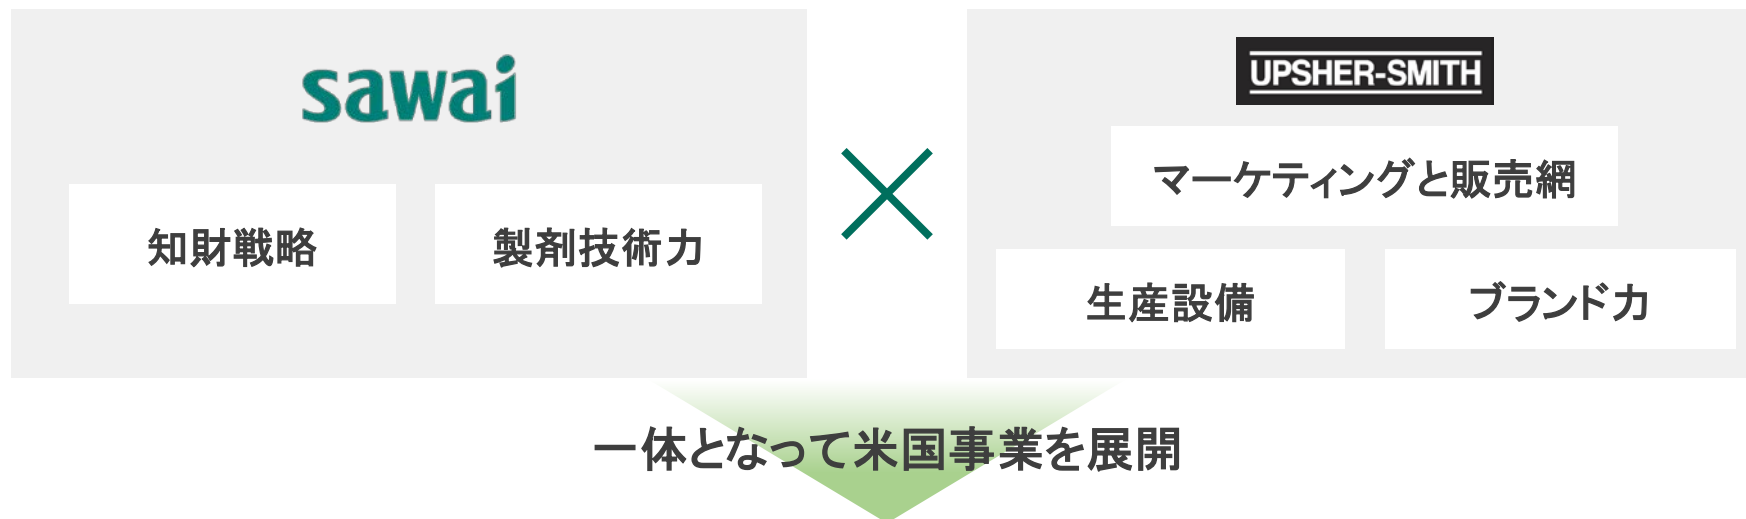 sawai
知財戦略
製剤技術力
UPSHER-SMITH
マーケティングと販売網
生産設備
ブランド力
一体となって米国事業を展開